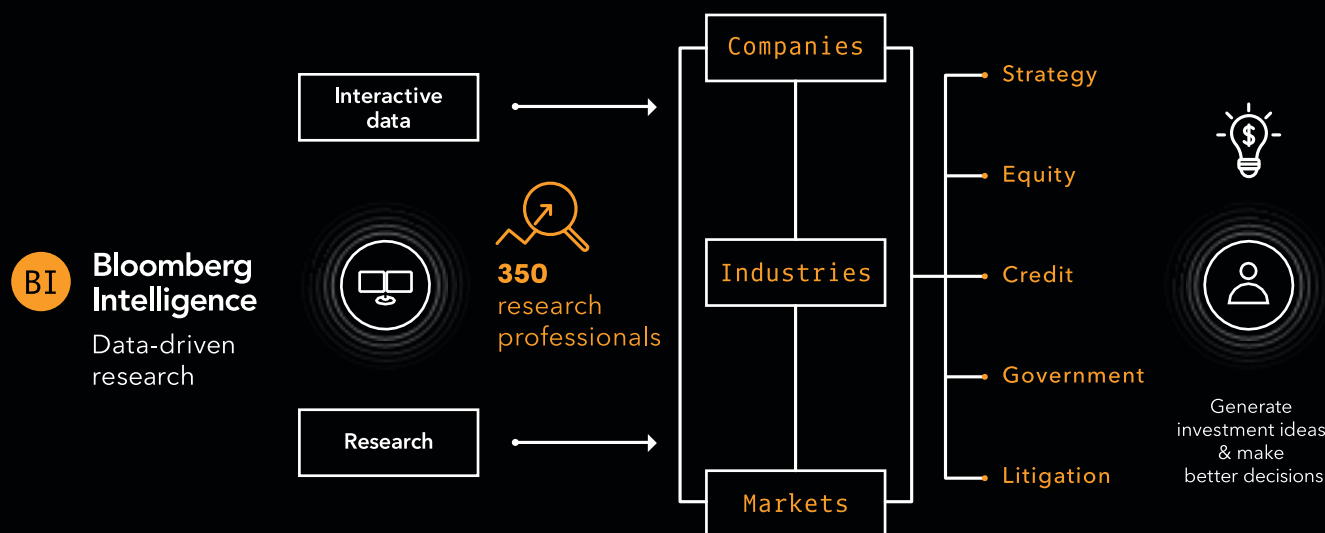 BI
Bloomberg
Intelligence
Data-driven
research
Interactive
data
350
research
professionals
Research
Companies
Industries
Markets
Strategy
Equity
Credit
Government
Litigation
$
Generate
investment ideas
& make
better decisions